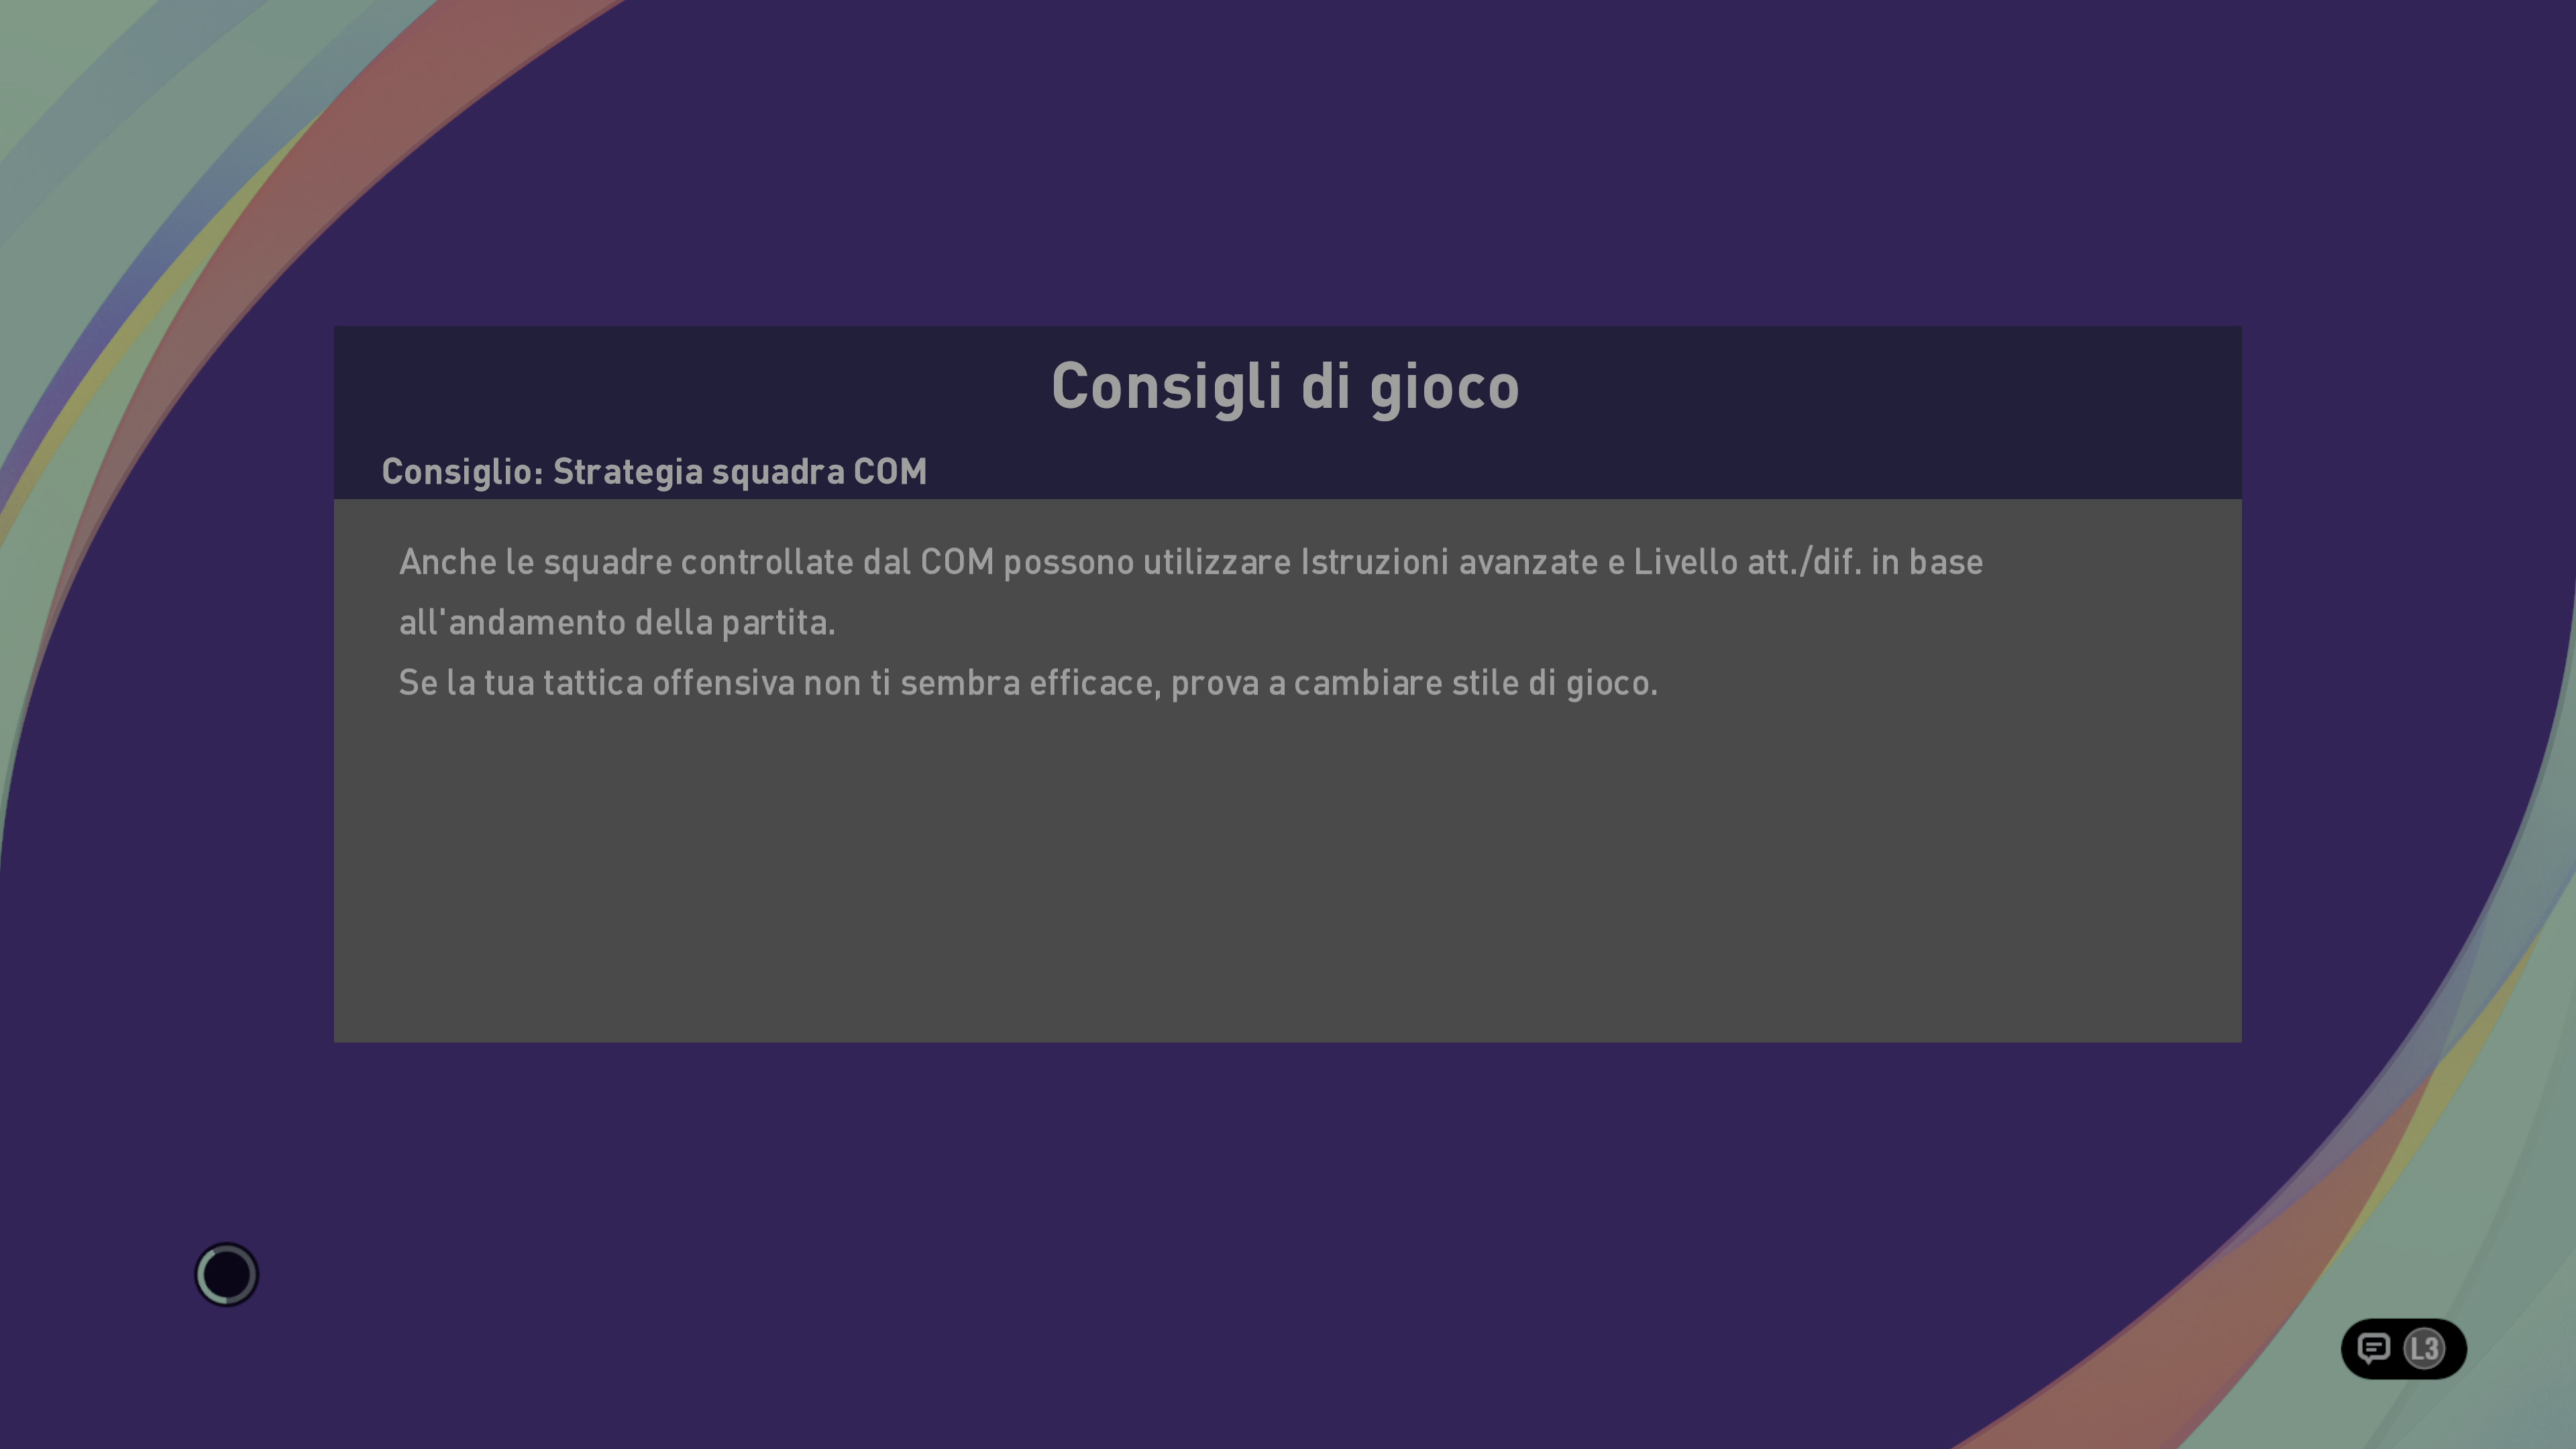 Consigli di gioco
Consiglio: Strategia squadra COM
Anche le squadre controllate dal COM possono utilizzare Istruzioni avanzate e Livello att./dif. in base
all'andamento della partita.
Se la tua tattica offensiva non ti sembra efficace, prova a cambiare stile di gioco.
L3